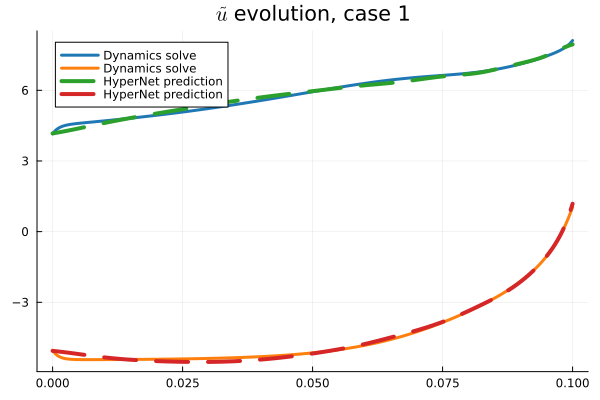 ũ evolution, case 1
Dynamics solve
Dynamics solve
HyperNet prediction
HyperNet prediction
6
3
0
−3
0.000 0.025 0.050 0.075 0.100